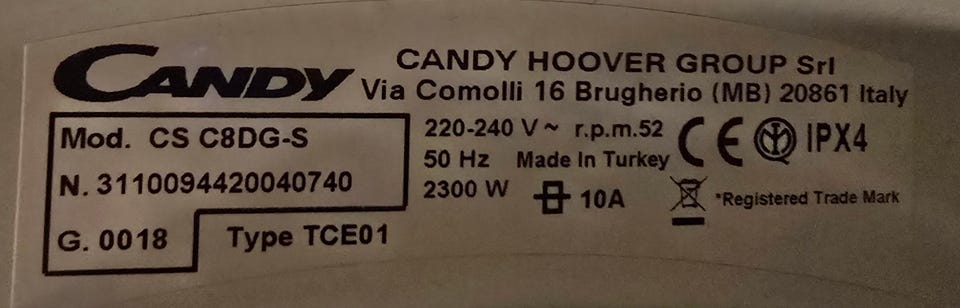 CANDY
CANDY HOOVER GROUP Srl
Via Comolli 16 Brugherio (MB) 20861 Italy
Mod. CS C8DG-S
N. 3110094420040740
G. 0018
Type TCE01
220-240 V ~ r.p.m.52
50 Hz Made In Turkey
2300 W 10A
CE IPX4
*Registered Trade Mark